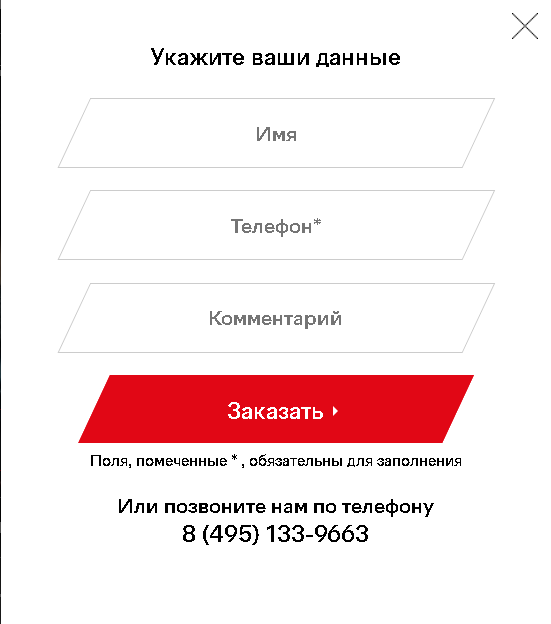 Укажите ваши данные
Имя
Телефон*
Комментарий
Заказать
Поля, помеченные * , обязательны для заполнения
Или позвоните нам по телефону
8 (495) 133-9663